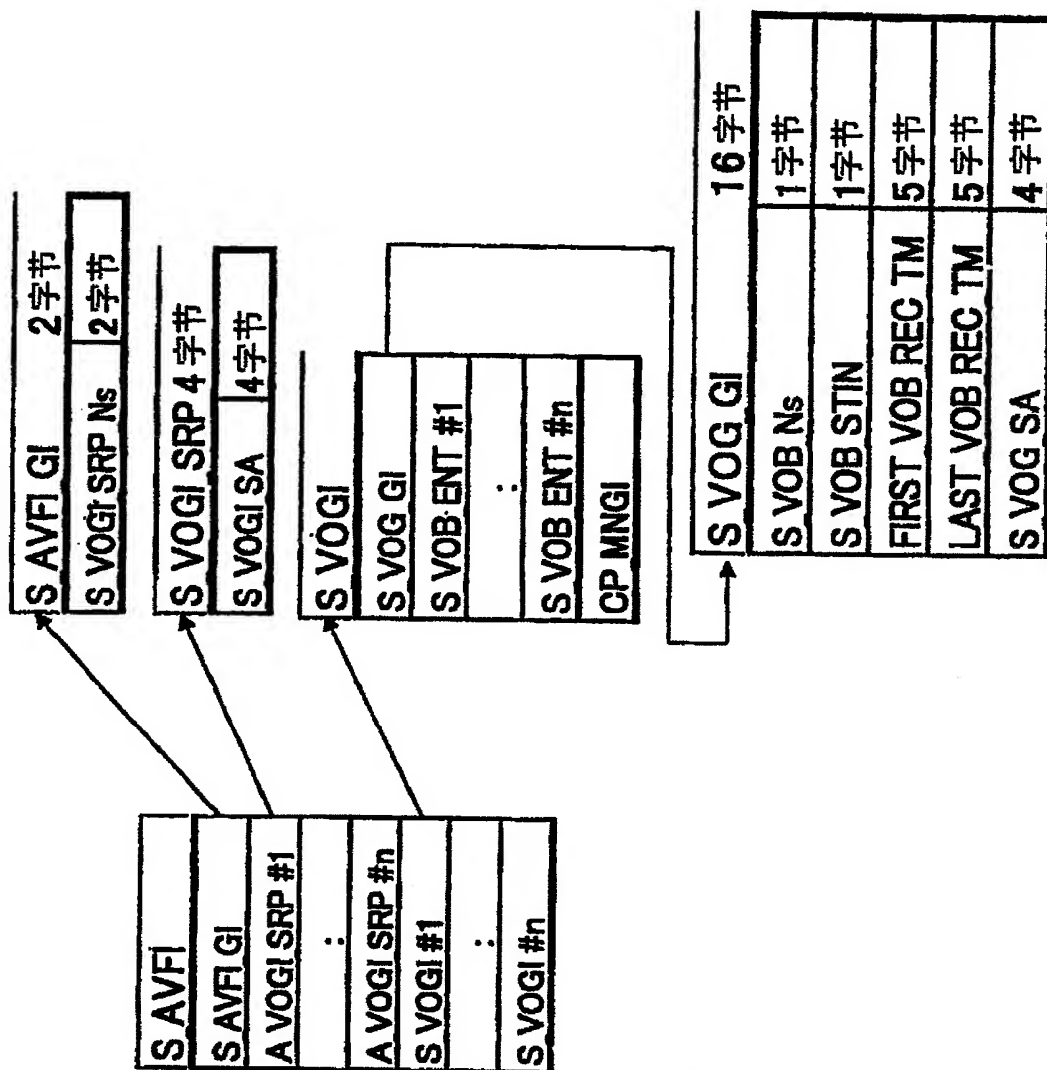 S AVFI
S AVFI GI
A VOGI SRP #1
:
A VOGI SRP #n
S VOGI #1
:
S VOGI #n
S AVFI GI 2字节
S VOGI SRP Ns 2字节
S VOGI SRP 4字节
S VOGI SA 4字节
S VOGI
S VOG GI
S VOB ENT #1
:
S VOB ENT #n
CP MNGI
S VOG GI 16字节
S VOB Ns 1字节
S VOB STIN 1字节
FIRST VOB REC TM 5字节
LAST VOB REC TM 5字节
S VOG SA 4字节